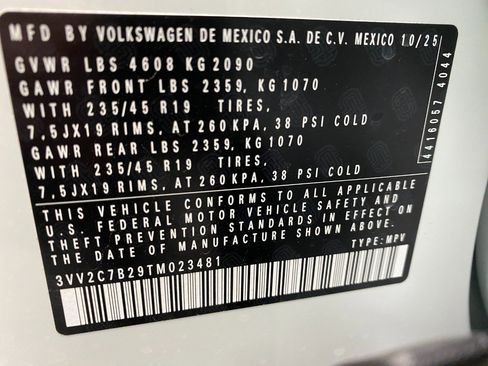 MFD BY VOLKSWAGEN DE MEXICO S.A. DE C.V. MEXICO 10/25
GVWR LBS 4608 KG 2090
GAWR FRONT LBS 2359, KG 1070
WITH 235/45 R19 TIRES,
7,5JX19 RIMS, AT 260 KPA, 38 PSI COLD
GAWR REAR LBS 2359, KG 1070
WITH 235/45 R19 TIRES,
7,5JX19 RIMS, AT 260 KPA, 38 PSI COLD
THIS VEHICLE CONFORMS TO ALL APPLICABLE
U.S. FEDERAL MOTOR VEHICLE SAFETY AND
THEFT PREVENTION STANDARDS IN EFFECT ON
THE DATE OF MANUFACTURE SHOWN ABOVE.
TYPE: MPV
3VV2C7B29TM023481
4416057 4044